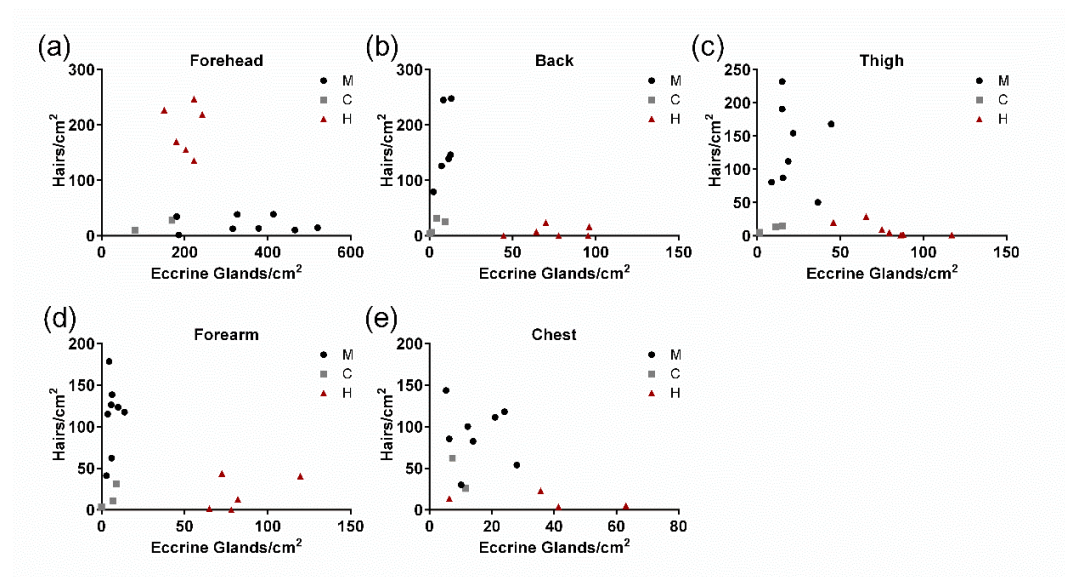 (a)
Forehead
M
C
H
Hairs/cm²
300
200
100
0
0 200 400 600
Eccrine Glands/cm²
(b)
Back
M
C
H
Hairs/cm²
300
200
100
0
0 50 100 150
Eccrine Glands/cm²
(c)
Thigh
M
C
H
Hairs/cm²
250
200
150
100
50
0
0 50 100 150
Eccrine Glands/cm²
(d)
Forearm
M
C
H
Hairs/cm²
200
150
100
50
0
0 50 100 150
Eccrine Glands/cm²
(e)
Chest
M
C
H
Hairs/cm²
200
150
100
50
0
0 20 40 60 80
Eccrine Glands/cm²